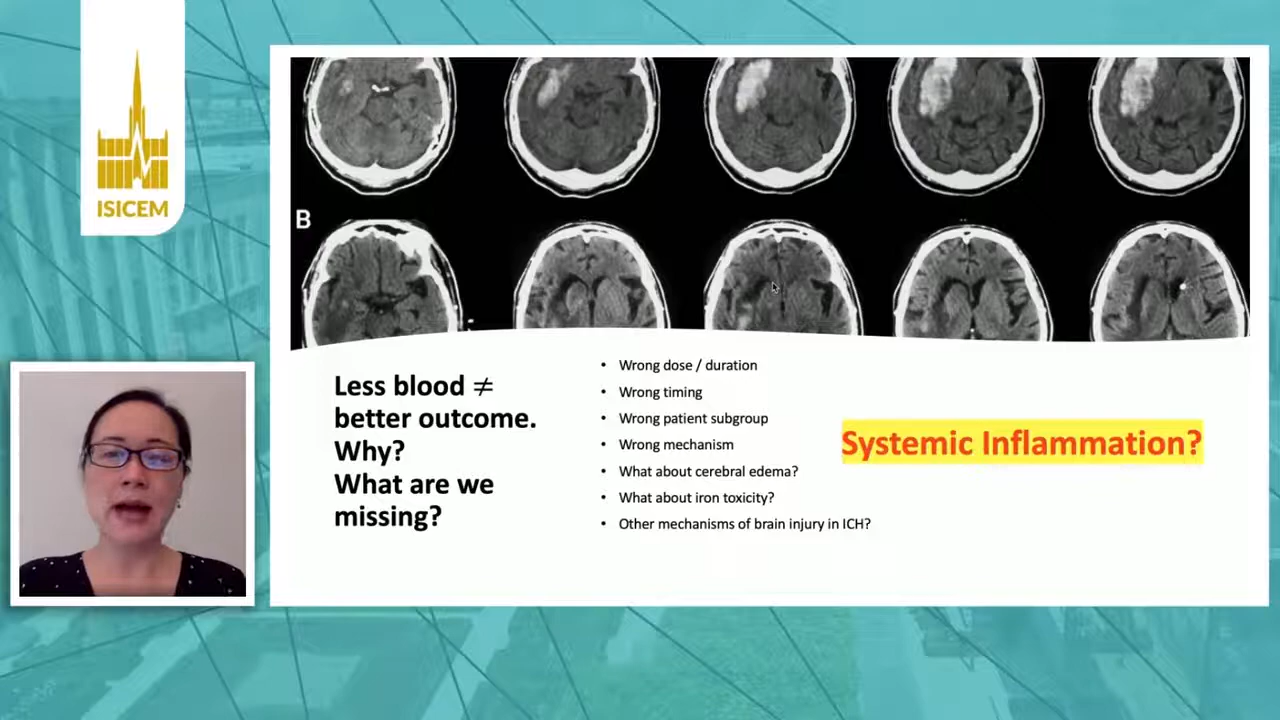 ISICEM
B
Less blood ≠
better outcome.
Why?
What are we
missing?
• Wrong dose / duration
• Wrong timing
• Wrong patient subgroup
• Wrong mechanism
• What about cerebral edema?
• What about iron toxicity?
• Other mechanisms of brain injury in ICH?
Systemic Inflammation?